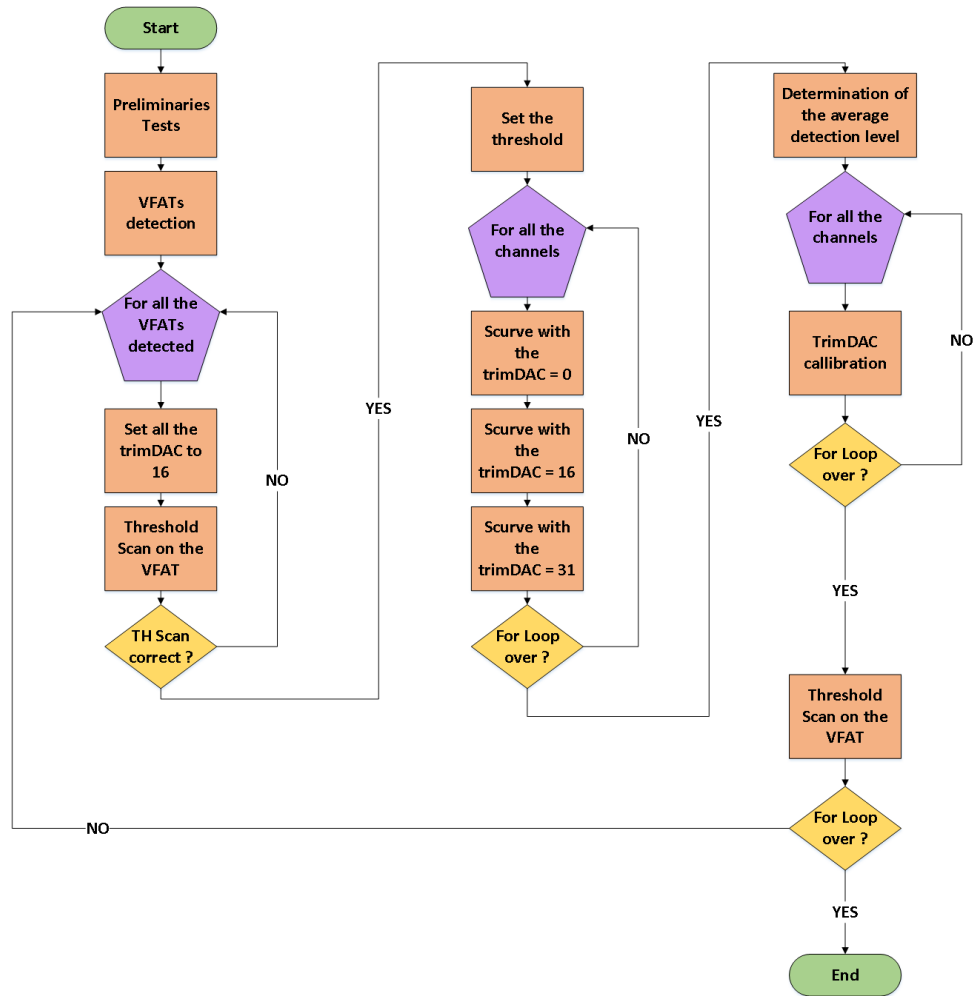 Start
Preliminaries
Tests
VFATs
detection
For all the
VFATs
detected
Set all the
trimDAC to
16
Threshold
Scan on the
VFAT
TH Scan
correct ?
NO
YES
Set the
threshold
For all the
channels
Scurve with
the
trimDAC = 0
Scurve with
the
trimDAC = 16
Scurve with
the
trimDAC = 31
For Loop
over ?
NO
YES
Determination of
the average
detection level
For all the
channels
TrimDAC
callibration
For Loop
over ?
NO
YES
Threshold
Scan on the
VFAT
For Loop
over ?
NO
YES
End